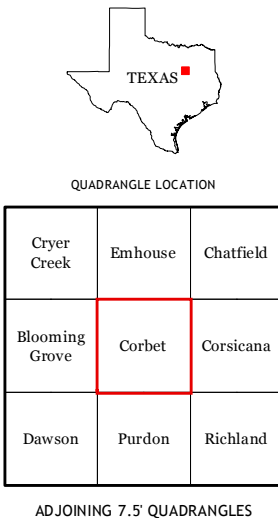 TEXAS
QUADRANGLE LOCATION
Cryer
Creek
Emhouse
Chatfield
Blooming
Grove
Corbet
Corsicana
Dawson
Purdon
Richland
ADJOINING 7.5' QUADRANGLES